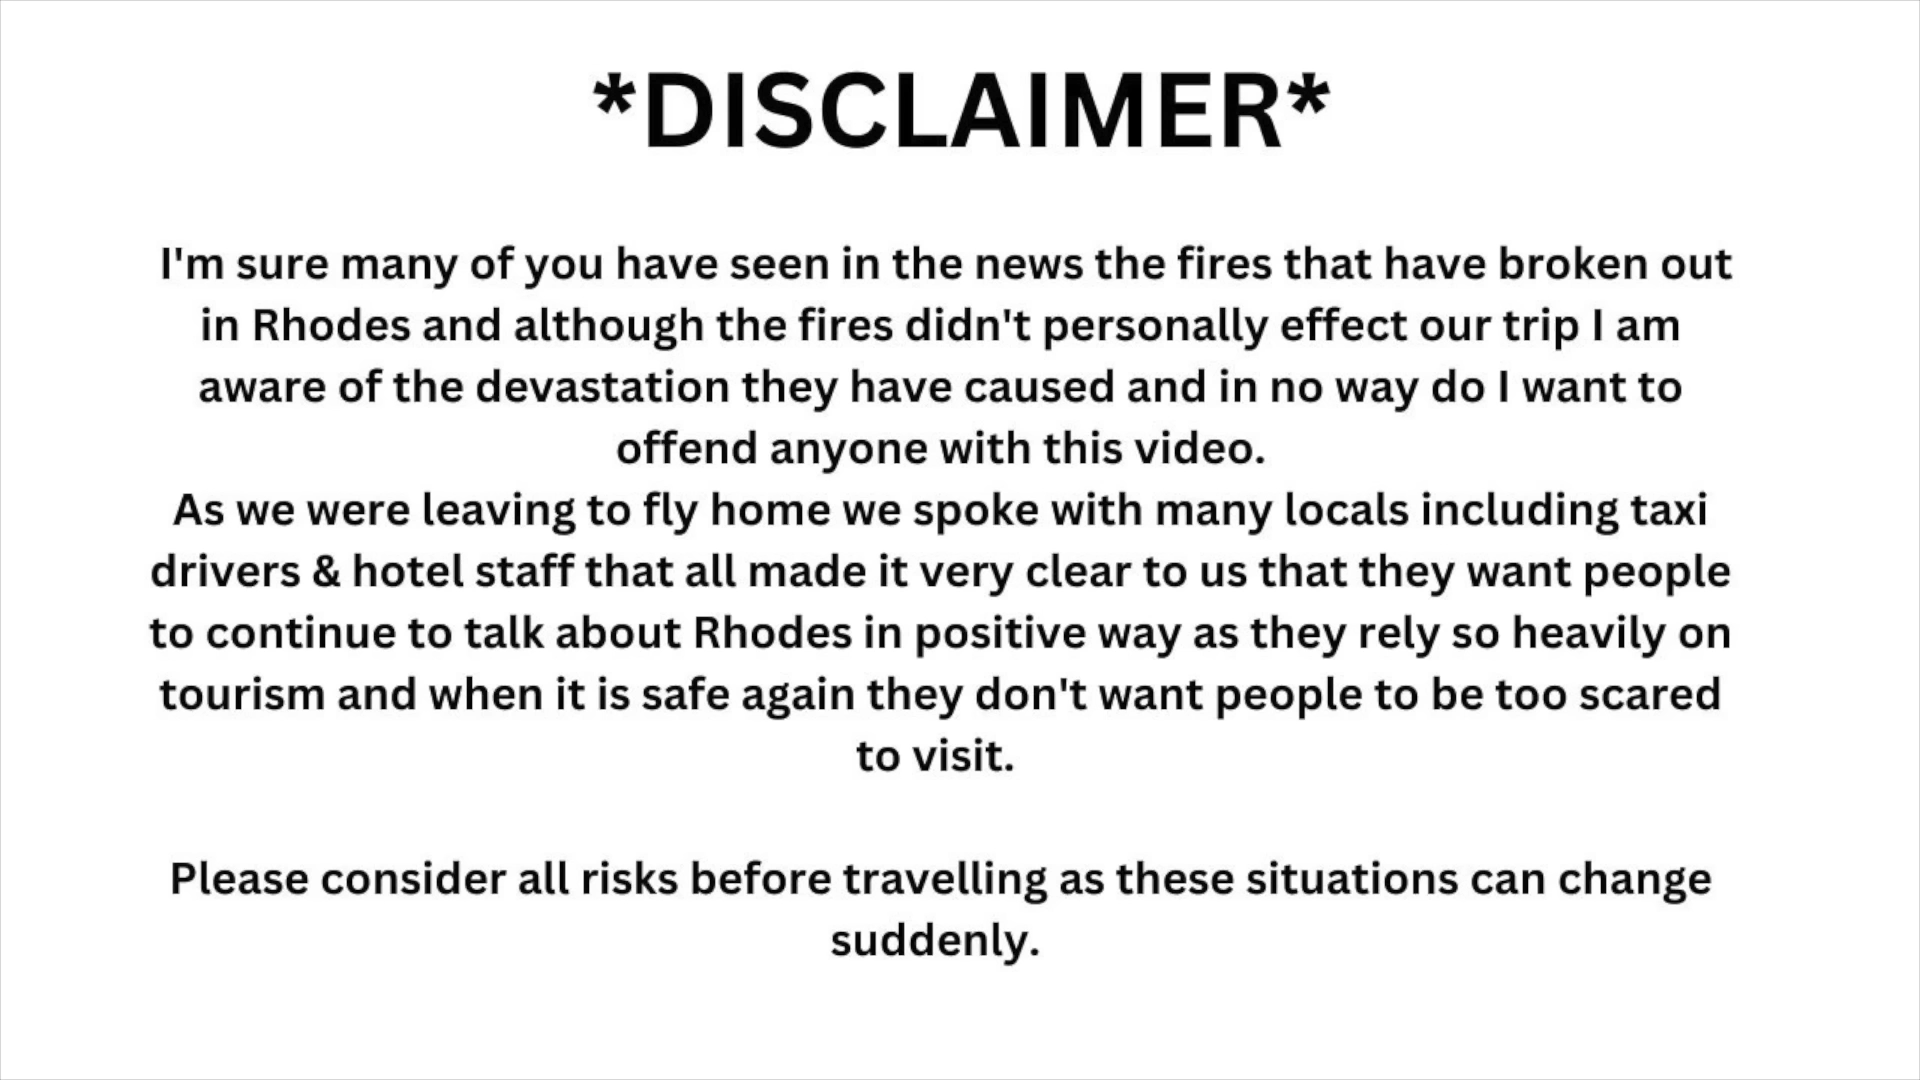 *DISCLAIMER*
I'm sure many of you have seen in the news the fires that have broken out
in Rhodes and although the fires didn't personally effect our trip I am
aware of the devastation they have caused and in no way do I want to
offend anyone with this video.
As we were leaving to fly home we spoke with many locals including taxi
drivers & hotel staff that all made it very clear to us that they want people
to continue to talk about Rhodes in positive way as they rely so heavily on
tourism and when it is safe again they don't want people to be too scared
to visit.
Please consider all risks before travelling as these situations can change
suddenly.